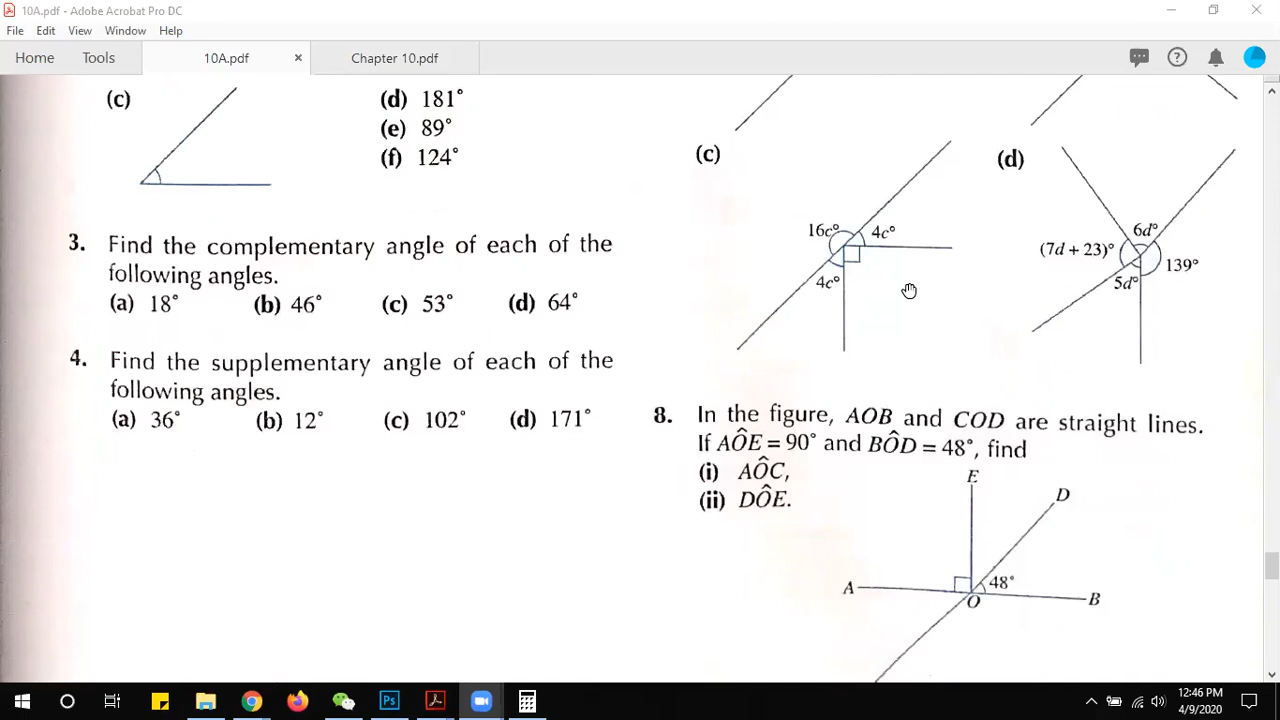 10A.pdf - Adobe Acrobat Pro DC
File Edit View Window Help
Home Tools 10A.pdf × Chapter 10.pdf
(c)
(d) 181°
(e) 89°
(f) 124°
3. Find the complementary angle of each of the
following angles.
(a) 18° (b) 46° (c) 53° (d) 64°
4. Find the supplementary angle of each of the
following angles.
(a) 36° (b) 12° (c) 102° (d) 171°
(c)
16c° 4c°
4c°
(d)
6d°
(7d + 23)° 139°
5d°
8. In the figure, AOB and COD are straight lines.
If AÔE = 90° and BÔD = 48°, find
(i) AÔC,
(ii) DÔE.
E
D
A 48°
O B
12:46 PM
4/9/2020